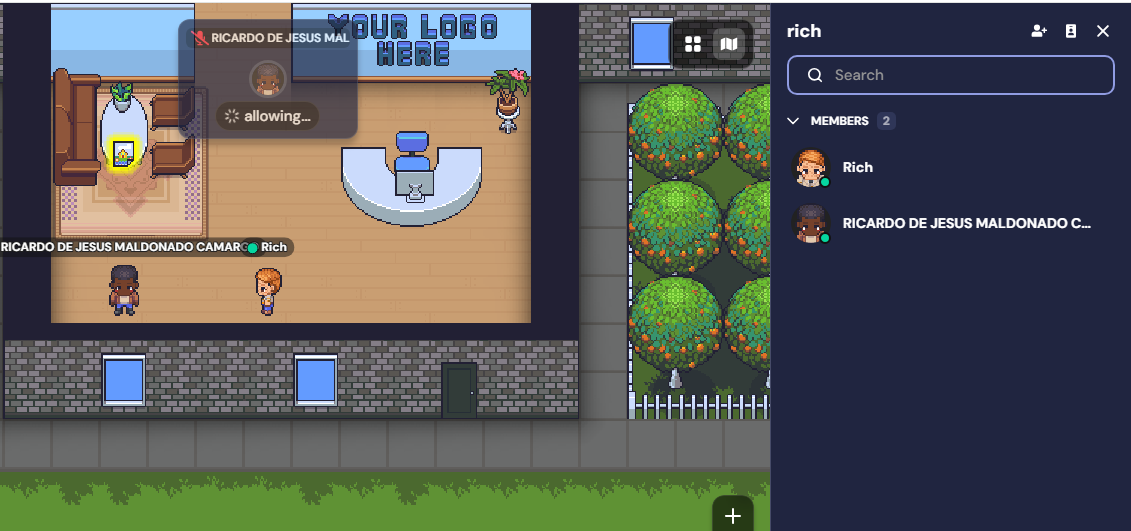 RICARDO DE JESUS MAL
allowing...
YOUR LOGO
HERE
RICARDO DE JESUS MALDONADO CAMARG
Rich
rich
Search
MEMBERS 2
Rich
RICARDO DE JESUS MALDONADO C...